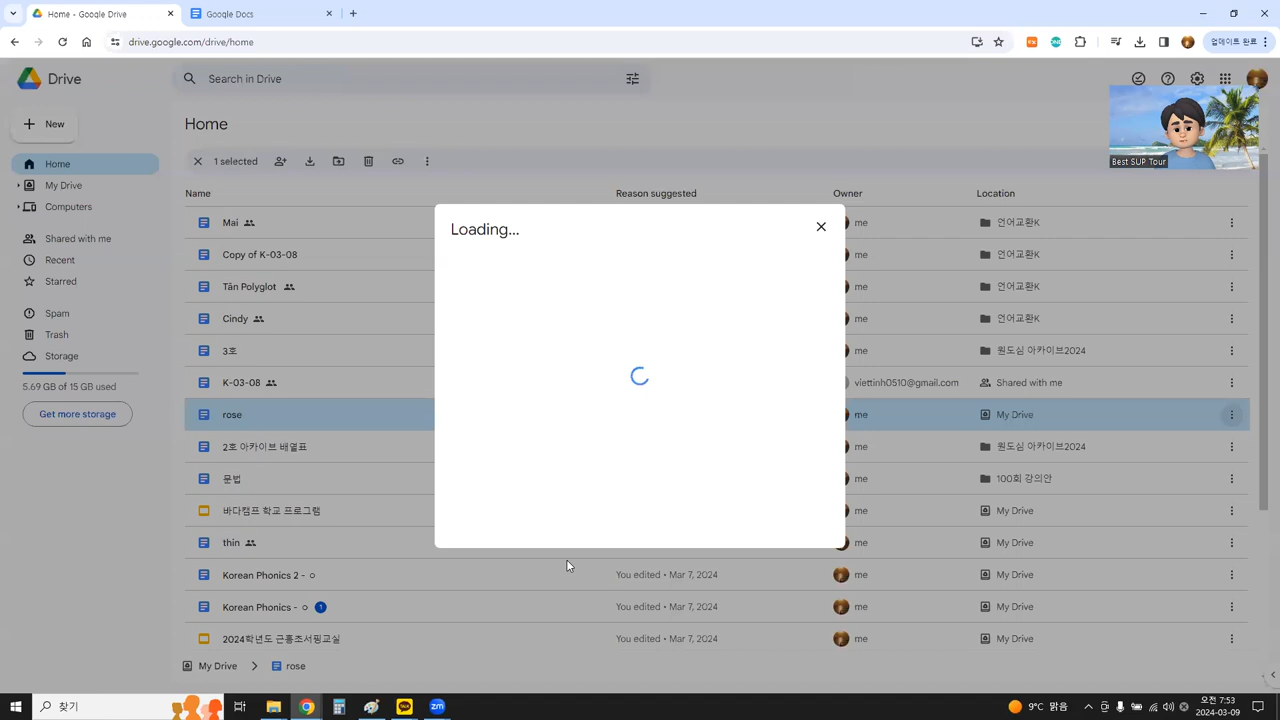 Home - Google Drive
Google Docs
drive.google.com/drive/home
업데이트 완료
Drive
Search in Drive
New
Home
Best SUP Tour
1 selected
Home
My Drive
Computers
Shared with me
Recent
Starred
Spam
Trash
Storage
5.69 GB of 15 GB used
Get more storage
Name
Reason suggested
Owner
Location
Mai
me
언어교환K
Copy of K-03-08
me
언어교환K
Tân Polyglot
me
언어교환K
Cindy
me
언어교환K
3호
me
원도심 아카이브2024
K-03-08
viettinh0510@gmail.com
Shared with me
rose
me
My Drive
2호 아카이브 배열표
me
원도심 아카이브2024
문법
me
100회 강의안
바다캠프 학교 프로그램
me
My Drive
thin
me
My Drive
Korean Phonics 2 - ㅇ
You edited • Mar 7, 2024
me
My Drive
Korean Phonics - ㅇ
1
You edited • Mar 7, 2024
me
My Drive
2024학년도 근흥초서핑교실
You edited • Mar 7, 2024
me
My Drive
Loading...
My Drive
rose
찾기
9°C 맑음
오전 7:53
2024-03-09